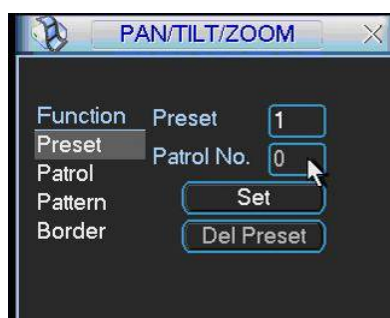 PAN/TILT/ZOOM
Function
Preset
Patrol
Pattern
Border
Preset 1
Patrol No. 0
Set
Del Preset